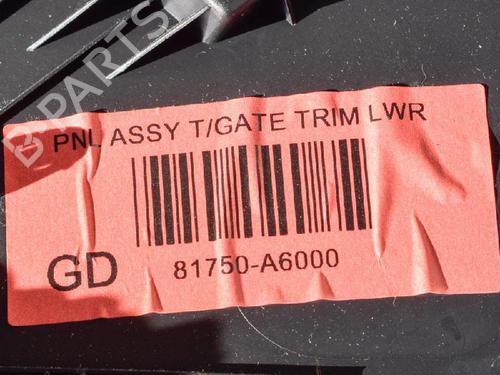 B-PARTS
PNL ASSY T/GATE TRIM LWR
GD
81750-A6000